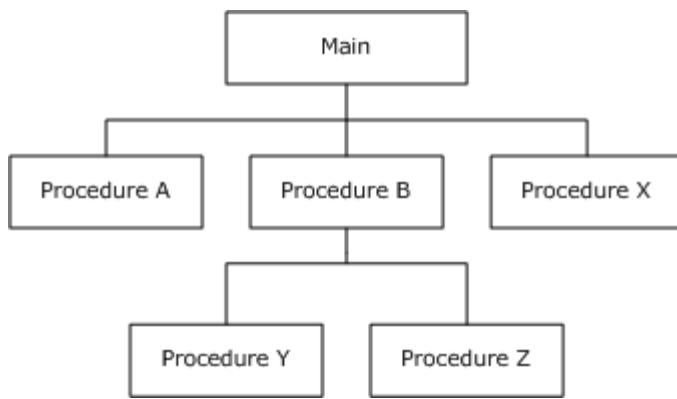 Main
Procedure A
Procedure B
Procedure X
Procedure Y
Procedure Z